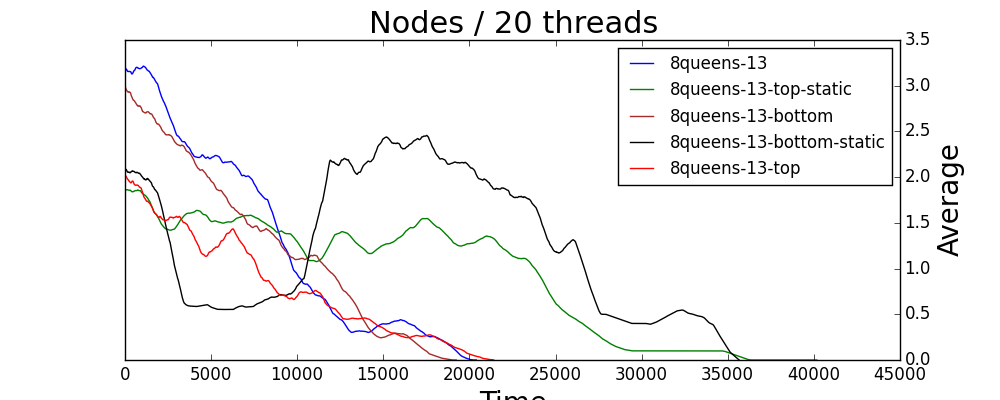 Nodes / 20 threads
8queens-13
8queens-13-top-static
8queens-13-bottom
8queens-13-bottom-static
8queens-13-top
3.5
3.0
2.5
2.0
1.5
1.0
0.5
0.0
Average
0 5000 10000 15000 20000 25000 30000 35000 40000 45000
Time